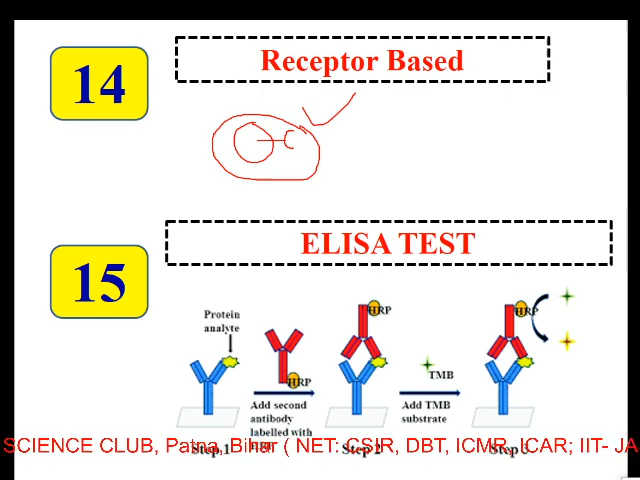 14
Receptor Based
15
ELISA TEST
Protein
analyte
HRP
HRP
HRP
TMB
Add second
antibody
labelled with
Add TMB
substrate
Step 1
Step 2
Step 3
SCIENCE CLUB, Patna, Bihar ( NET: CSIR, DBT, ICMR, ICAR; IIT- JA